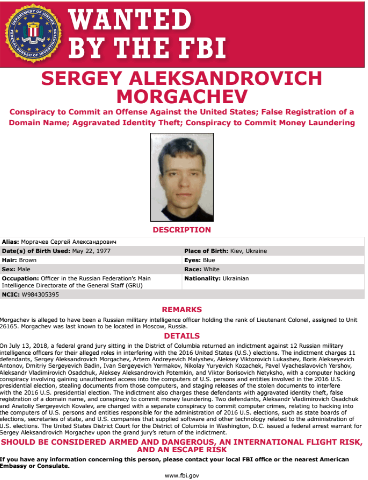 WANTED
BY THE FBI
SERGEY ALEKSANDROVICH
MORGACHEV
Conspiracy to Commit an Offense Against the United States; False Registration of a
Domain Name; Aggravated Identity Theft; Conspiracy to Commit Money Laundering
DESCRIPTION
Alias: Моргачев Сергей Александрович
Date(s) of Birth Used: May 22, 1977
Place of Birth: Kiev, Ukraine
Hair: Brown
Eyes: Blue
Sex: Male
Race: White
Occupation: Officer in the Russian Federation's Main
Intelligence Directorate of the General Staff (GRU)
Nationality: Ukrainian
NCIC: W984305395
REMARKS
Morgachev is alleged to have been a Russian military intelligence officer holding the rank of Lieutenant Colonel, assigned to Unit
26165. Morgachev was last known to be located in Moscow, Russia.
DETAILS
On July 13, 2018, a federal grand jury sitting in the District of Columbia returned an indictment against 12 Russian military
intelligence officers for their alleged roles in interfering with the 2016 United States (U.S.) elections. The indictment charges 11
defendants, Sergey Aleksandrovich Morgachev, Artem Andreyevich Malyshev, Aleksey Viktorovich Lukashev, Boris Alekseyevich
Antonov, Dmitriy Sergeyevich Badin, Ivan Sergeyevich Yermakov, Nikolay Yuryevich Kozachek, Pavel Vyacheslavovich Yershov,
Aleksandr Vladimirovich Osadchuk, Aleksey Aleksandrovich Potemkin, and Viktor Borisovich Netyksho, with a computer hacking
conspiracy involving gaining unauthorized access into the computers of U.S. persons and entities involved in the 2016 U.S.
presidential election, stealing documents from those computers, and staging releases of the stolen documents to interfere
with the 2016 U.S. presidential election. The indictment also charges these defendants with aggravated identity theft, false
registration of a domain name, and conspiracy to commit money laundering. Two defendants, Aleksandr Vladimirovich Osadchuk
and Anatoliy Sergeyevich Kovalev, are charged with a separate conspiracy to commit computer crimes, relating to hacking into
the computers of U.S. persons and entities responsible for the administration of 2016 U.S. elections, such as state boards of
elections, secretaries of state, and U.S. companies that supplied software and other technology related to the administration of
U.S. elections. The United States District Court for the District of Columbia in Washington, D.C. issued a federal arrest warrant for
Sergey Aleksandrovich Morgachev upon the grand jury's return of the indictment.
SHOULD BE CONSIDERED ARMED AND DANGEROUS, AN INTERNATIONAL FLIGHT RISK,
AND AN ESCAPE RISK
If you have any information concerning this person, please contact your local FBI office or the nearest American
Embassy or Consulate.
www.fbi.gov